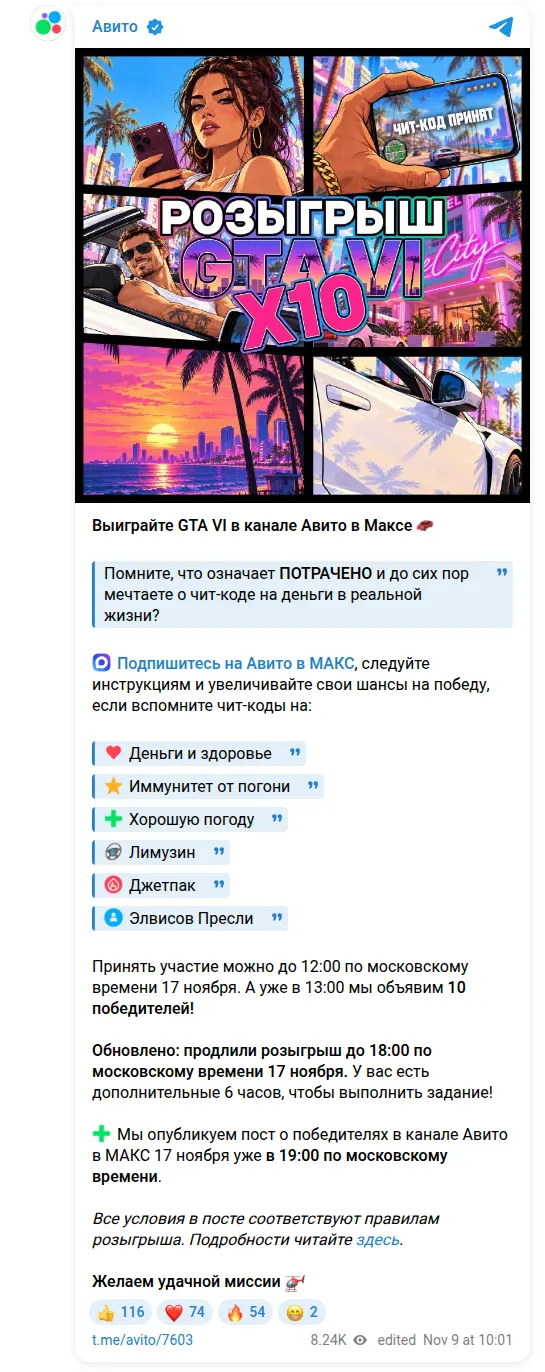 Авито
ЧИТ-КОД ПРИНЯТ
РОЗЫГРЫШ
GTA VI
X10
Выиграйте GTA VI в канале Авито в Максе
Помните, что означает ПОТРАЧЕНО и до сих пор
мечтаете о чит-коде на деньги в реальной
жизни?
Подпишитесь на Авито в МАКС, следуйте
инструкциям и увеличивайте свои шансы на победу,
если вспомните чит-коды на:
Деньги и здоровье
Иммунитет от погони
Хорошую погоду
Лимузин
Джетпак
Элвисов Пресли
Принять участие можно до 12:00 по московскому
времени 17 ноября. А уже в 13:00 мы объявим 10
победителей!
Обновлено: продлили розыгрыш до 18:00 по
московскому времени 17 ноября. У вас есть
дополнительные 6 часов, чтобы выполнить задание!
Мы опубликуем пост о победителях в канале Авито
в МАКС 17 ноября уже в 19:00 по московскому
времени.
Все условия в посте соответствуют правилам
розыгрыша. Подробности читайте здесь.
Желаем удачной миссии
116 74 54 2
t.me/avito/7603 8.24K edited Nov 9 at 10:01